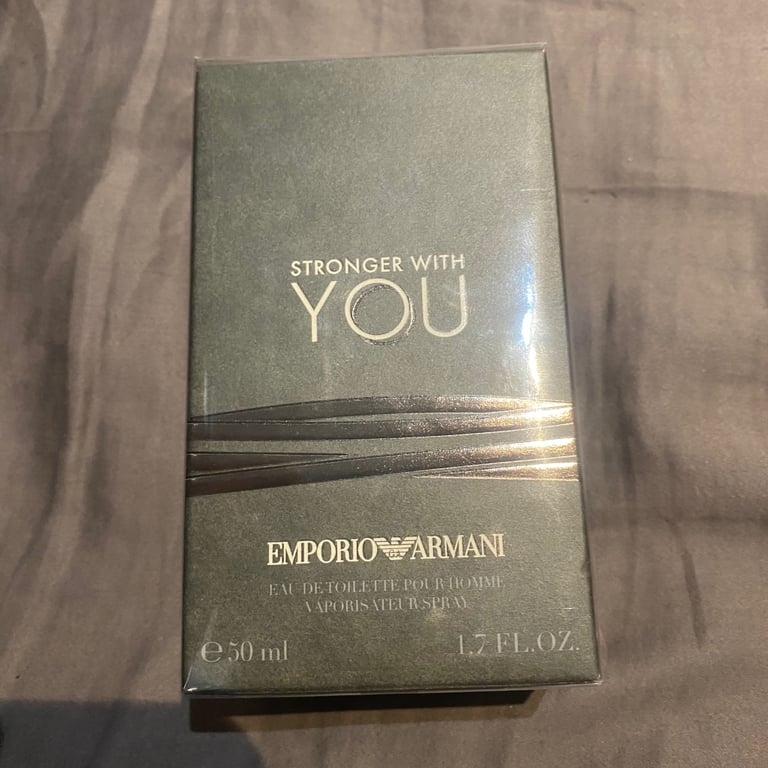 STRONGER WITH
YOU
EMPORIO ARMANI
EAU DE TOILETTE POUR HOMME
VAPORISATEUR SPRAY
℮ 50 ml 1.7 FL.OZ.